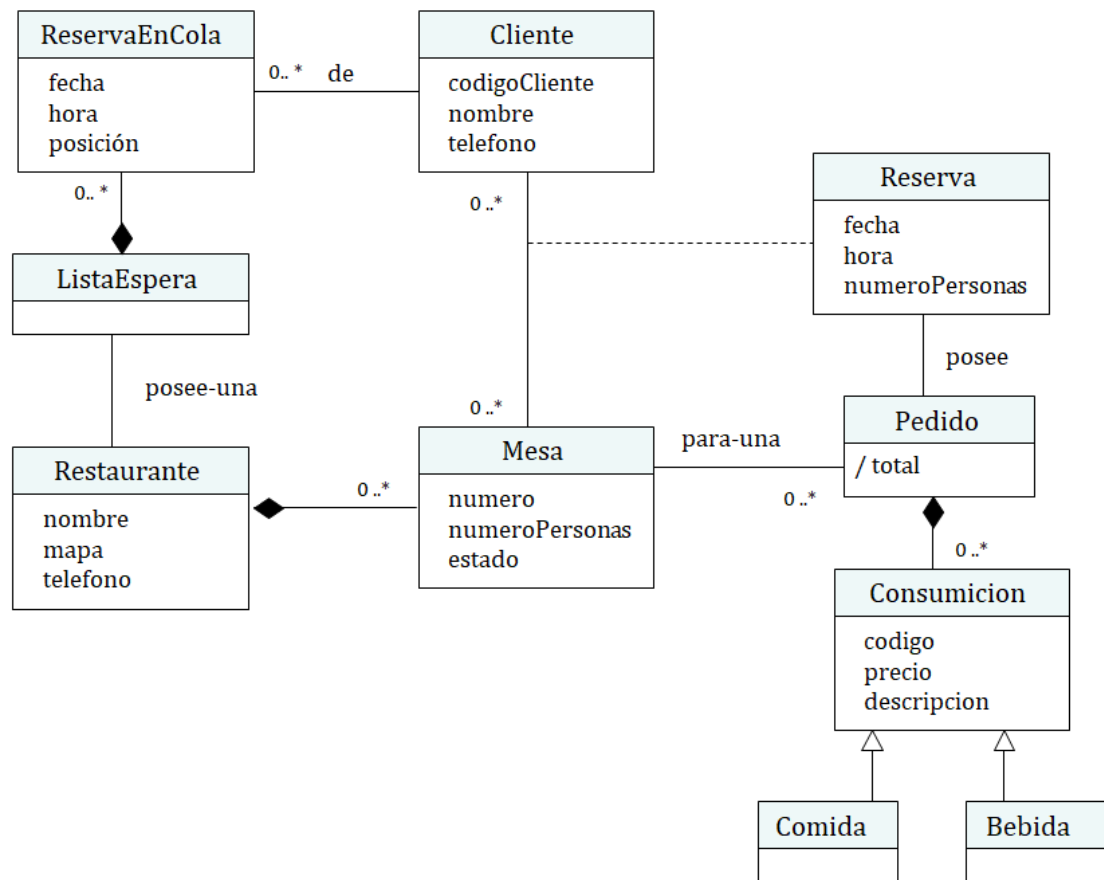 ReservaEnCola
fecha
hora
posición
0.. *
de
Cliente
codigoCliente
nombre
telefono
0.. *
0 ..*
Reserva
fecha
hora
numeroPersonas
ListaEspera
posee-una
posee
0 ..*
Restaurante
nombre
mapa
telefono
0 ..*
Mesa
numero
numeroPersonas
estado
para-una
0 ..*
Pedido
/ total
0 ..*
Consumicion
codigo
precio
descripcion
Comida
Bebida